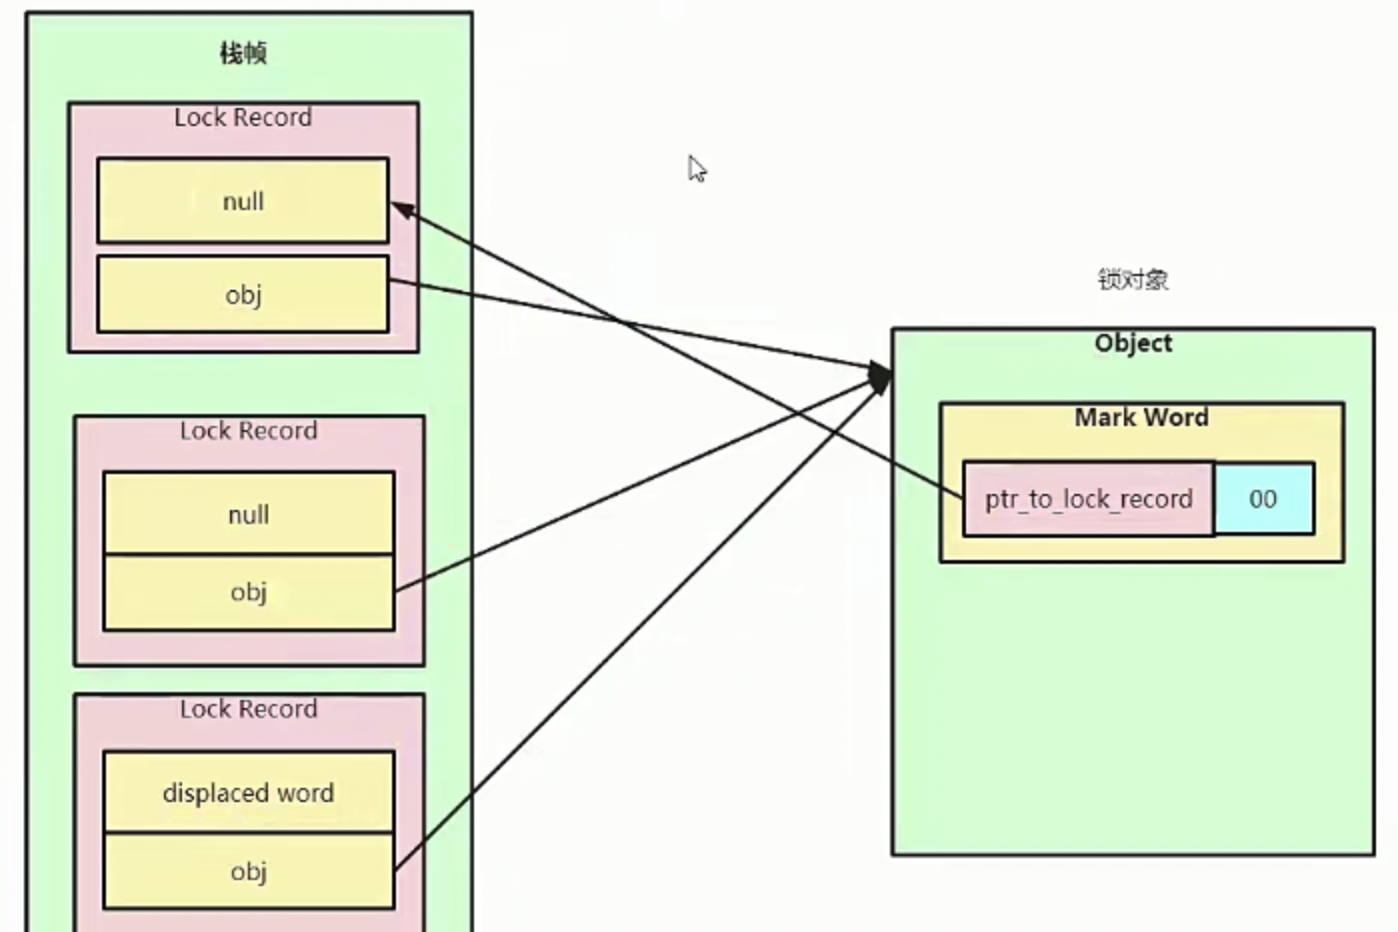 栈帧
Lock Record
null
obj
Lock Record
null
obj
Lock Record
displaced word
obj
锁对象
Object
Mark Word
ptr_to_lock_record
00